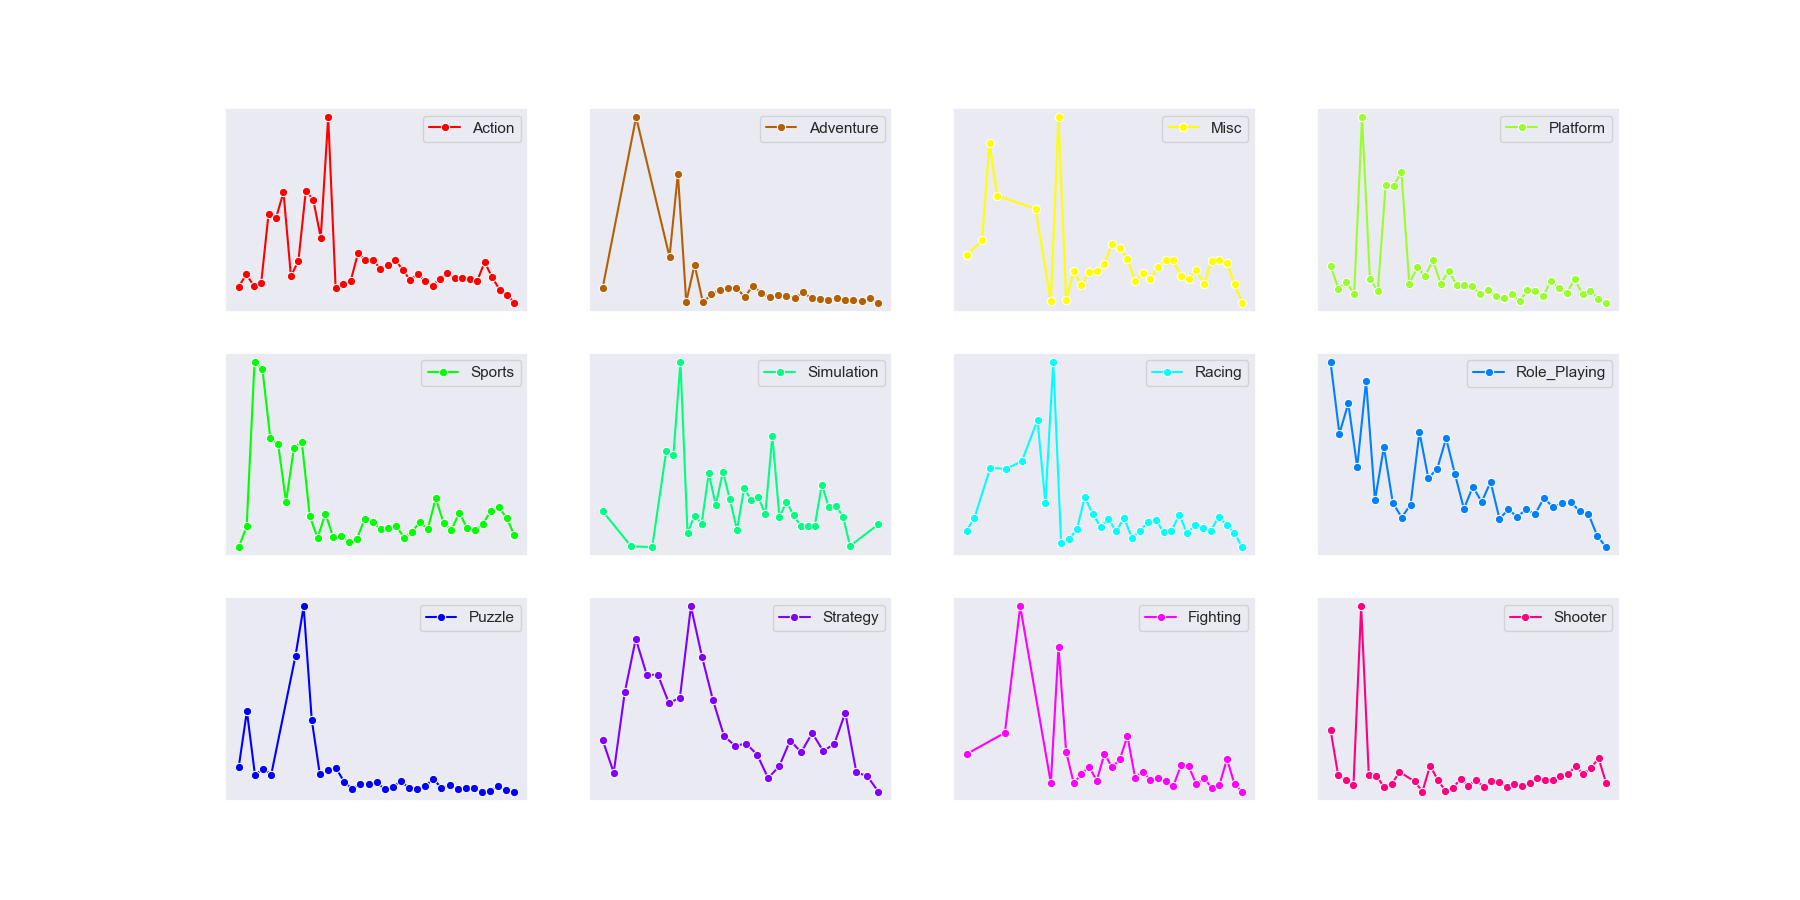 Action
Adventure
Misc
Platform
Sports
Simulation
Racing
Role_Playing
Puzzle
Strategy
Fighting
Shooter